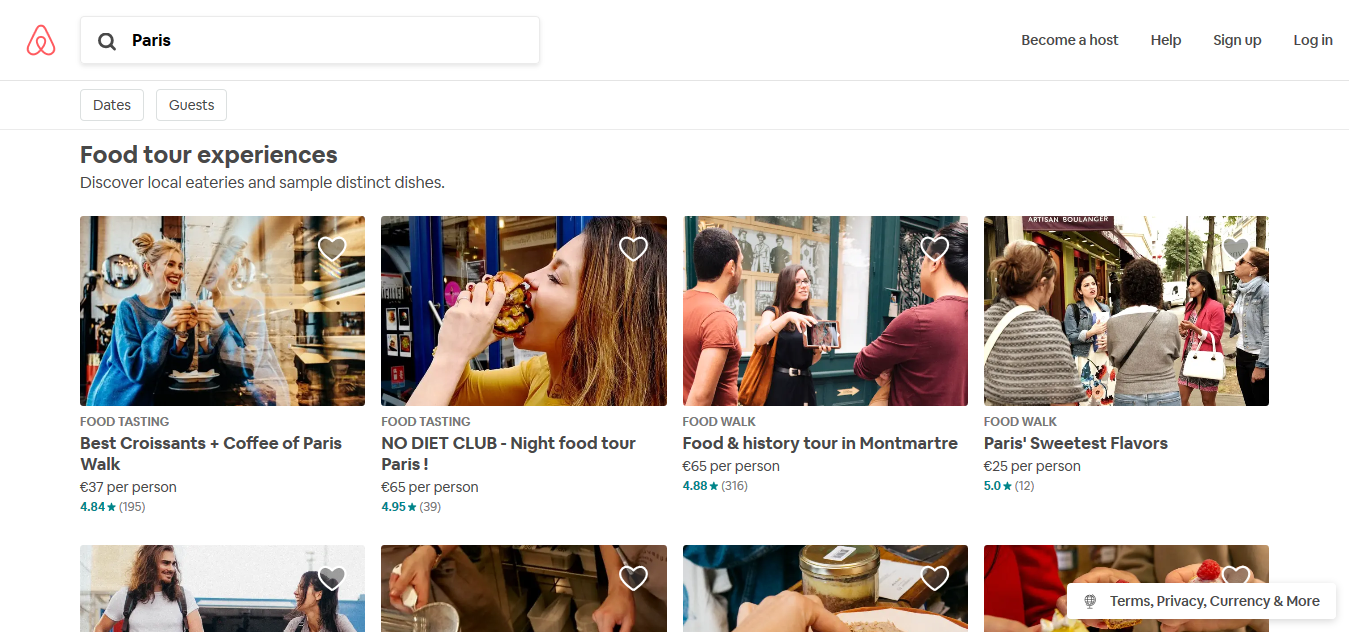 Paris
Become a host
Help
Sign up
Log in
Dates
Guests
Food tour experiences
Discover local eateries and sample distinct dishes.
ARTISAN BOULANGER
FOOD TASTING
Best Croissants + Coffee of Paris
Walk
€37 per person
4.84★ (195)
FOOD TASTING
NO DIET CLUB - Night food tour
Paris !
€65 per person
4.95★ (39)
FOOD WALK
Food & history tour in Montmartre
€65 per person
4.88★ (316)
FOOD WALK
Paris' Sweetest Flavors
€25 per person
5.0★ (12)
Terms, Privacy, Currency & More